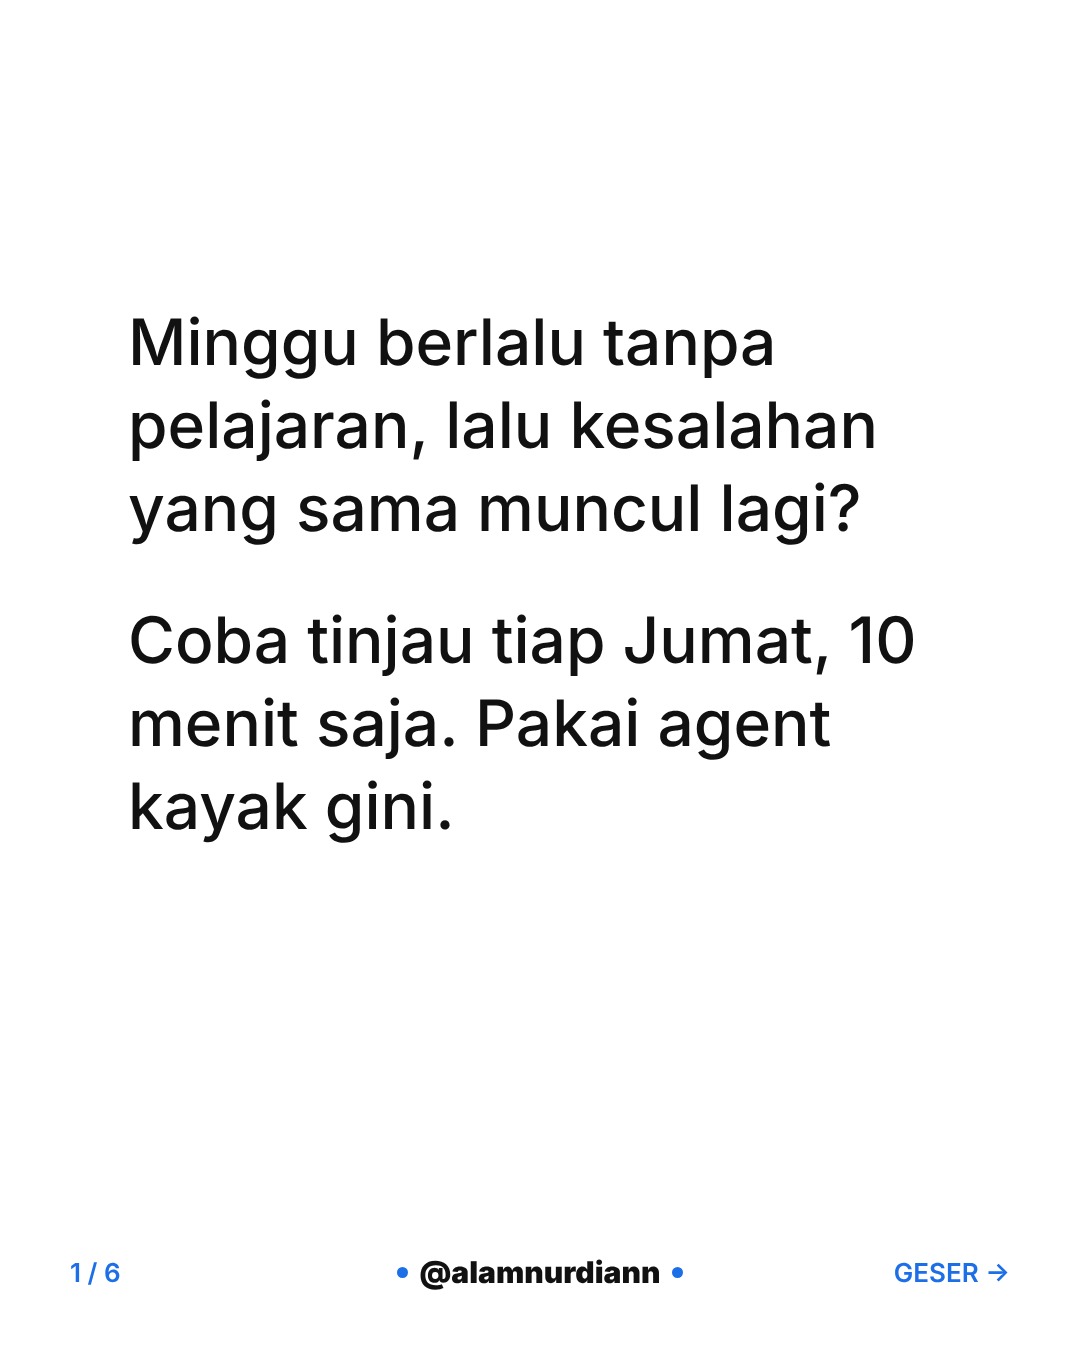 Minggu berlalu tanpa
pelajaran, lalu kesalahan
yang sama muncul lagi?
Coba tinjau tiap Jumat, 10
menit saja. Pakai agent
kayak gini.
1 / 6
• @alamnurdiann •
GESER →